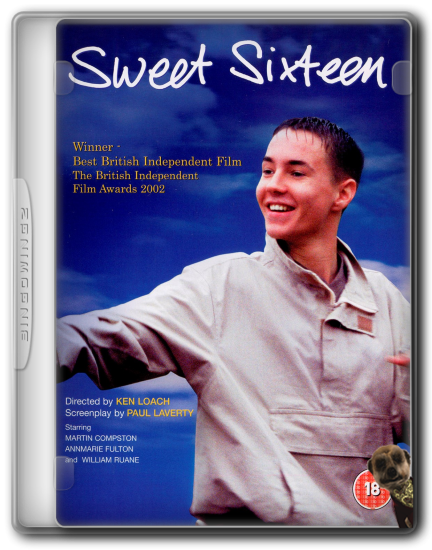 Sweet Sixteen
Winner -
Best British Independent Film
The British Independent
Film Awards 2002
Directed by KEN LOACH
Screenplay by PAUL LAVERTY
Starring
MARTIN COMPSTON
ANNMARIE FULTON
and WILLIAM RUANE
18